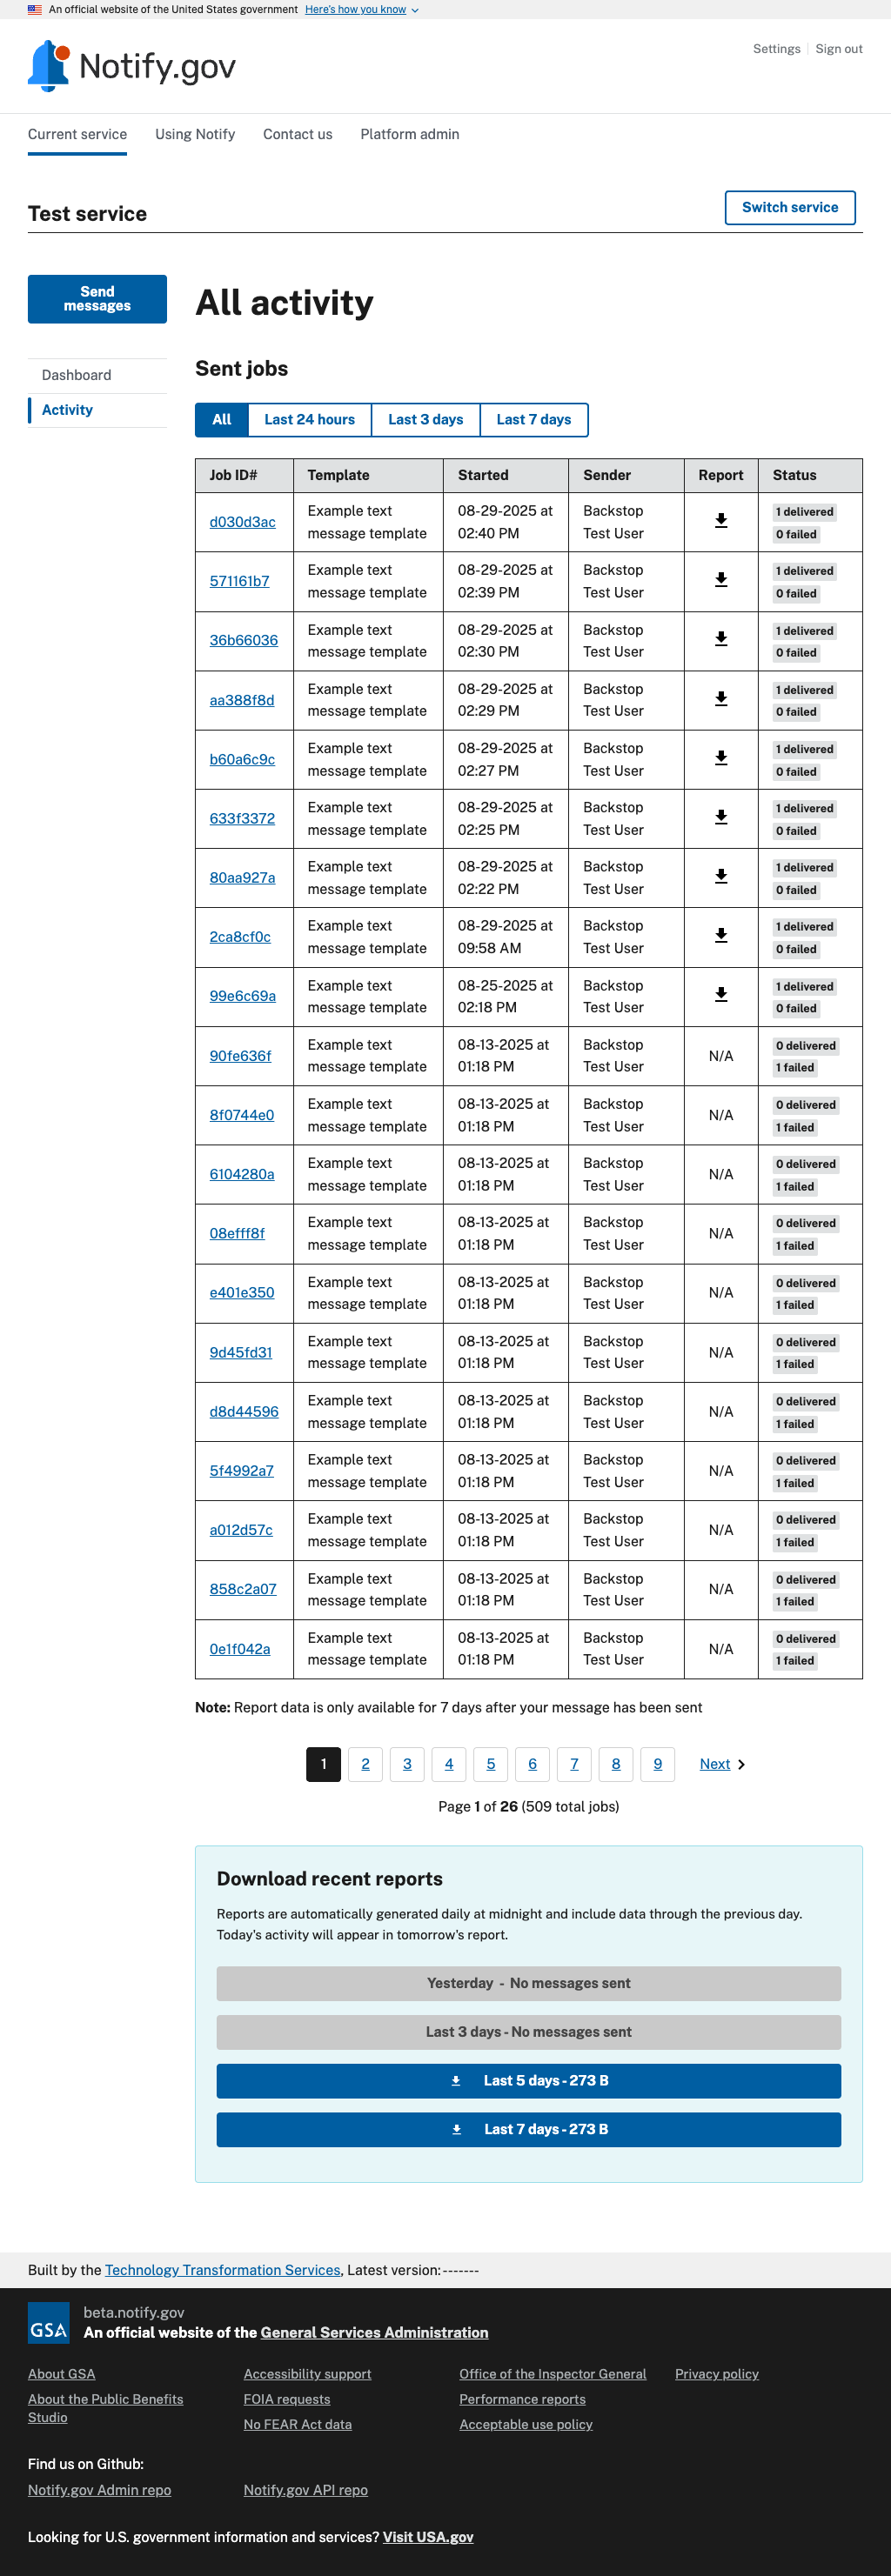 An official website of the United States government Here's how you know
Notify.gov
Settings Sign out
Current service Using Notify Contact us Platform admin
Test service
Switch service
Send
messages
Dashboard
Activity
All activity
Sent jobs
All Last 24 hours Last 3 days Last 7 days
Job ID# Template Started Sender Report Status
d030d3ac Example text message template 08-29-2025 at 02:40 PM Backstop Test User 1 delivered 0 failed
571161b7 Example text message template 08-29-2025 at 02:39 PM Backstop Test User 1 delivered 0 failed
36b66036 Example text message template 08-29-2025 at 02:30 PM Backstop Test User 1 delivered 0 failed
aa388f8d Example text message template 08-29-2025 at 02:29 PM Backstop Test User 1 delivered 0 failed
b60a6c9c Example text message template 08-29-2025 at 02:27 PM Backstop Test User 1 delivered 0 failed
633f3372 Example text message template 08-29-2025 at 02:25 PM Backstop Test User 1 delivered 0 failed
80aa927a Example text message template 08-29-2025 at 02:22 PM Backstop Test User 1 delivered 0 failed
2ca8cf0c Example text message template 08-29-2025 at 09:58 AM Backstop Test User 1 delivered 0 failed
99e6c69a Example text message template 08-25-2025 at 02:18 PM Backstop Test User 1 delivered 0 failed
90fe636f Example text message template 08-13-2025 at 01:18 PM Backstop Test User N/A 0 delivered 1 failed
8f0744e0 Example text message template 08-13-2025 at 01:18 PM Backstop Test User N/A 0 delivered 1 failed
6104280a Example text message template 08-13-2025 at 01:18 PM Backstop Test User N/A 0 delivered 1 failed
08efff8f Example text message template 08-13-2025 at 01:18 PM Backstop Test User N/A 0 delivered 1 failed
e401e350 Example text message template 08-13-2025 at 01:18 PM Backstop Test User N/A 0 delivered 1 failed
9d45fd31 Example text message template 08-13-2025 at 01:18 PM Backstop Test User N/A 0 delivered 1 failed
d8d44596 Example text message template 08-13-2025 at 01:18 PM Backstop Test User N/A 0 delivered 1 failed
5f4992a7 Example text message template 08-13-2025 at 01:18 PM Backstop Test User N/A 0 delivered 1 failed
a012d57c Example text message template 08-13-2025 at 01:18 PM Backstop Test User N/A 0 delivered 1 failed
858c2a07 Example text message template 08-13-2025 at 01:18 PM Backstop Test User N/A 0 delivered 1 failed
0e1f042a Example text message template 08-13-2025 at 01:18 PM Backstop Test User N/A 0 delivered 1 failed
Note: Report data is only available for 7 days after your message has been sent
1 2 3 4 5 6 7 8 9 Next
Page 1 of 26 (509 total jobs)
Download recent reports
Reports are automatically generated daily at midnight and include data through the previous day.
Today's activity will appear in tomorrow's report.
Yesterday - No messages sent
Last 3 days - No messages sent
Last 5 days - 273 B
Last 7 days - 273 B
Built by the Technology Transformation Services, Latest version: -------
GSA
beta.notify.gov
An official website of the General Services Administration
About GSA Accessibility support Office of the Inspector General Privacy policy
About the Public Benefits Studio FOIA requests Performance reports
No FEAR Act data Acceptable use policy
Find us on Github:
Notify.gov Admin repo Notify.gov API repo
Looking for U.S. government information and services? Visit USA.gov